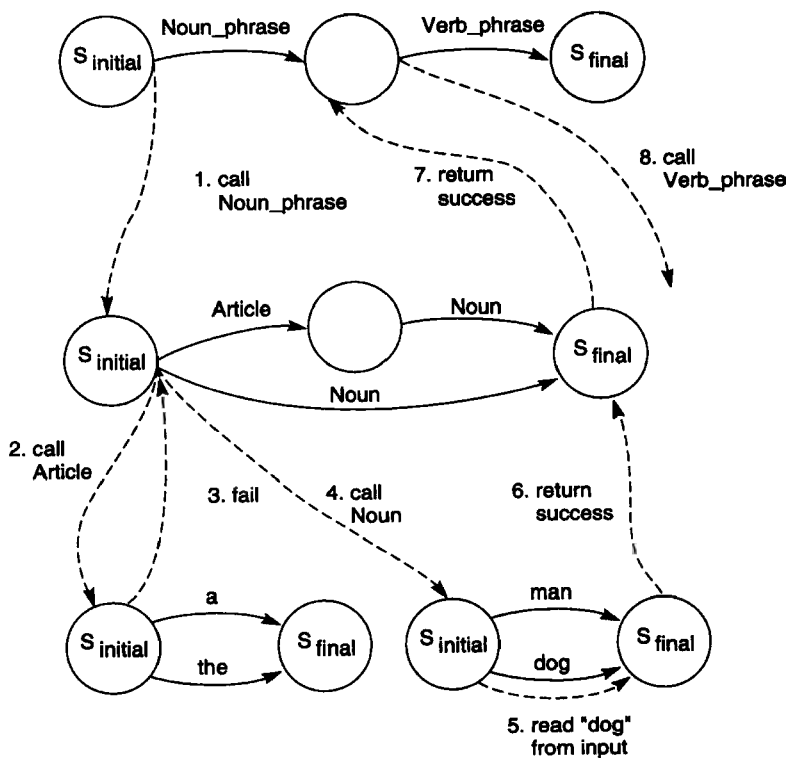 Noun_phrase
Verb_phrase
S initial
S final
1. call
Noun_phrase
7. return
success
8. call
Verb_phrase
Article
Noun
S initial
S final
Noun
2. call
Article
3. fail
4. call
Noun
6. return
success
a
man
S initial
S final
S initial
S final
the
dog
5. read "dog"
from input